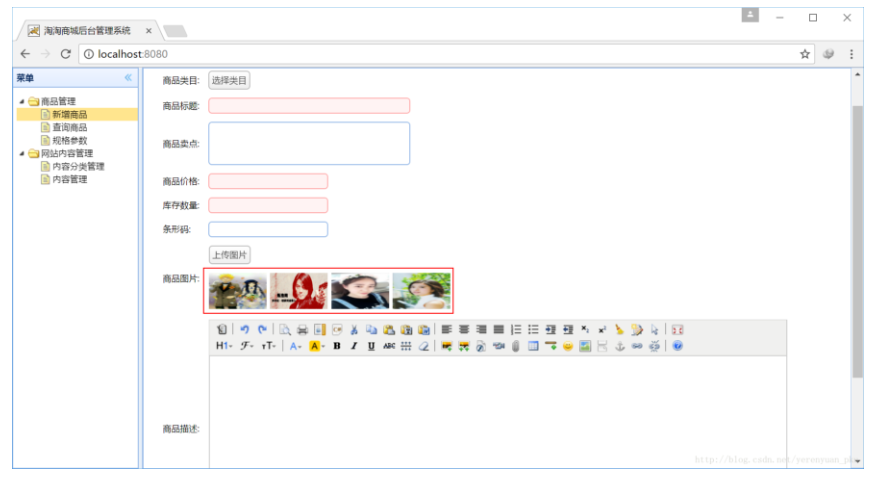 淘淘商城后台管理系统
localhost:8080
菜单
商品管理
新增商品
查询商品
规格参数
网站内容管理
内容分类管理
内容管理
商品类目: 选择类目
商品标题:
商品卖点:
商品价格:
库存数量:
条形码:
上传图片
商品图片:
H1 F tT A A B I U ABC
商品描述: